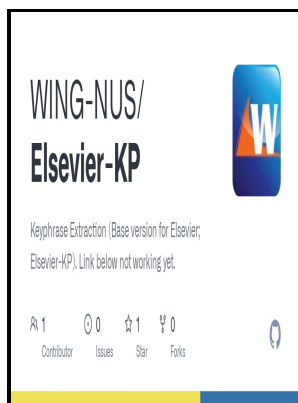 WING-NUS/
Elsevier-KP
W
Keyphrase Extraction (Base version for Elsevier;
Elsevier-KP). Link below not working yet.
1 0 1 0
Contributor Issues Star Forks